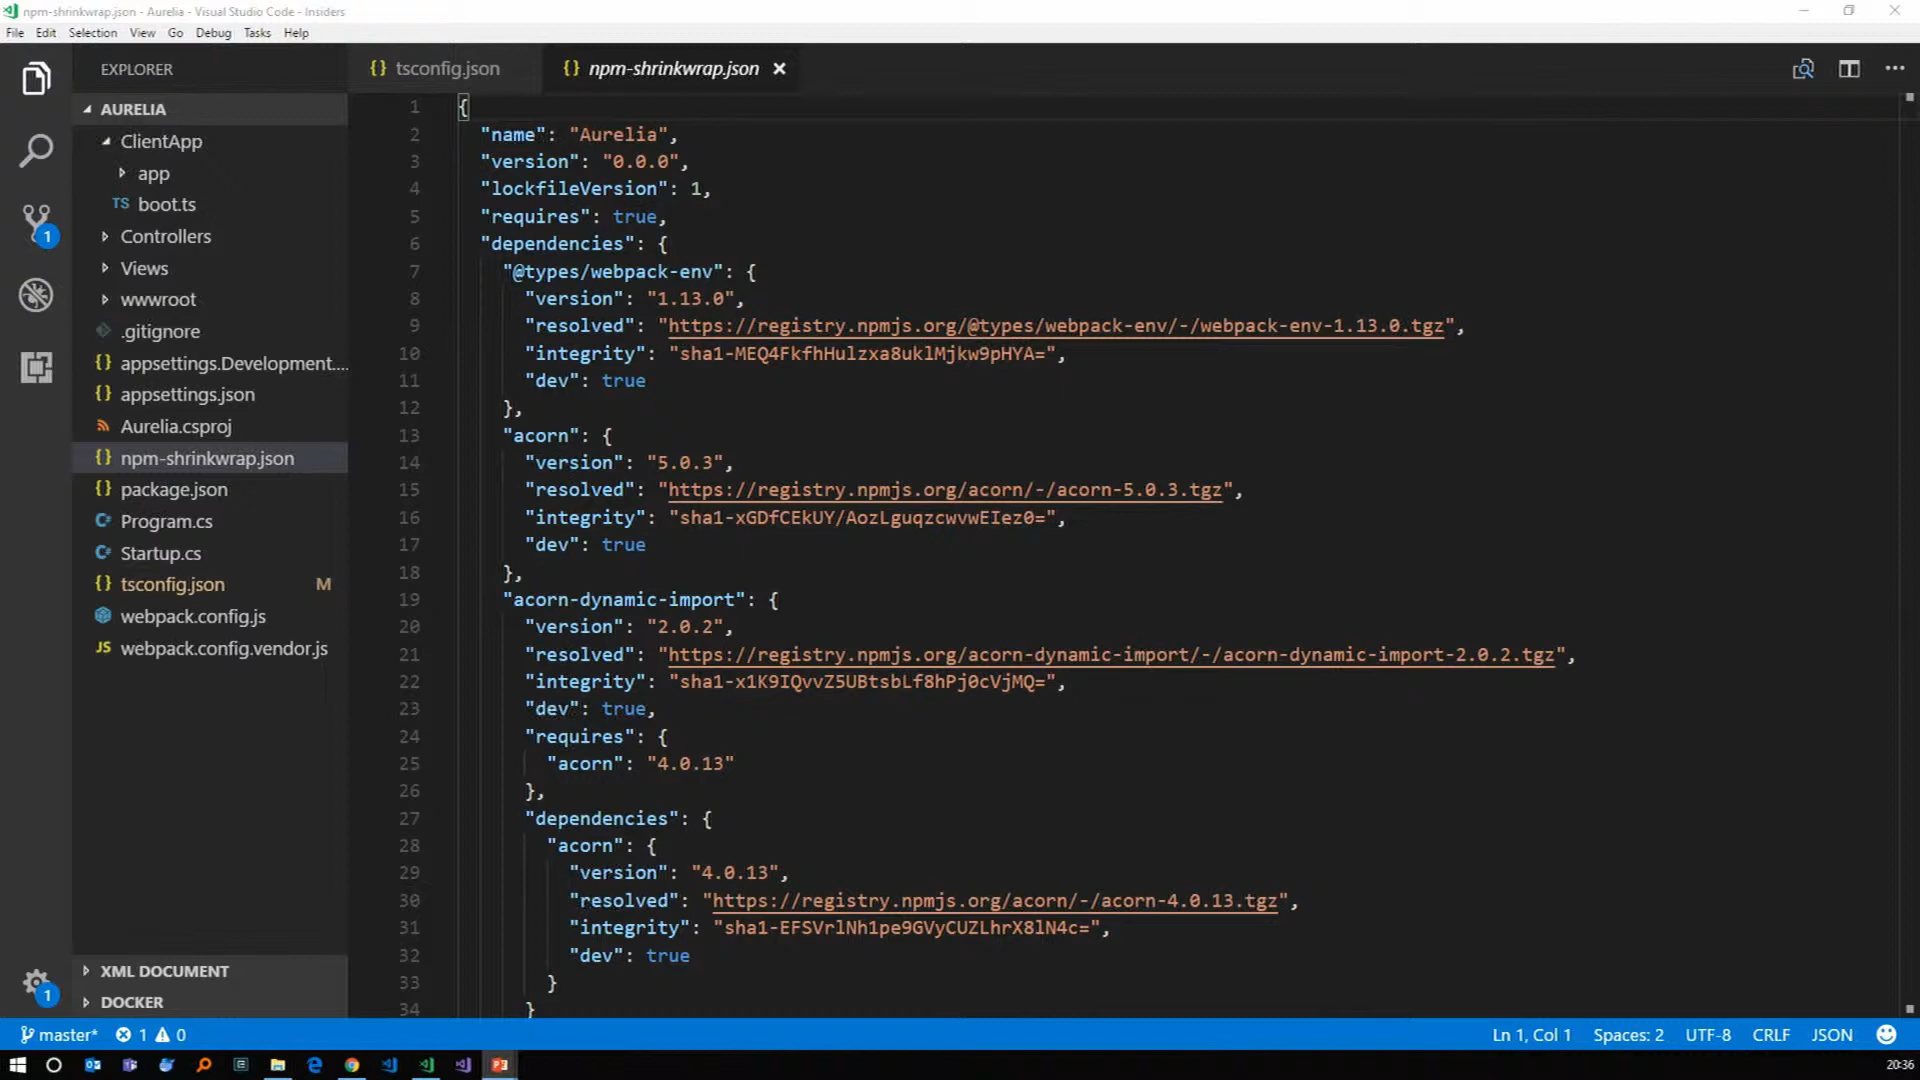 npm-shrinkwrap.json - Aurelia - Visual Studio Code - Insiders
File Edit Selection View Go Debug Tasks Help
EXPLORER
AURELIA
ClientApp
app
TS boot.ts
Controllers
Views
wwwroot
.gitignore
{} appsettings.Development....
{} appsettings.json
Aurelia.csproj
{} npm-shrinkwrap.json
{} package.json
C# Program.cs
C# Startup.cs
{} tsconfig.json M
webpack.config.js
JS webpack.config.vendor.js
XML DOCUMENT
DOCKER
1
1
{} tsconfig.json {} npm-shrinkwrap.json ×
1 {
2 "name": "Aurelia",
3 "version": "0.0.0",
4 "lockfileVersion": 1,
5 "requires": true,
6 "dependencies": {
7 "@types/webpack-env": {
8 "version": "1.13.0",
9 "resolved": "https://registry.npmjs.org/@types/webpack-env/-/webpack-env-1.13.0.tgz",
10 "integrity": "sha1-MEQ4FkfhHulzxa8uklMjkw9pHYA=",
11 "dev": true
12 },
13 "acorn": {
14 "version": "5.0.3",
15 "resolved": "https://registry.npmjs.org/acorn/-/acorn-5.0.3.tgz",
16 "integrity": "sha1-xGDfCEkUY/AozLguqzcwvwEIez0=",
17 "dev": true
18 },
19 "acorn-dynamic-import": {
20 "version": "2.0.2",
21 "resolved": "https://registry.npmjs.org/acorn-dynamic-import/-/acorn-dynamic-import-2.0.2.tgz",
22 "integrity": "sha1-x1K9IQvvZ5UBtsbLf8hPj0cVjMQ=",
23 "dev": true,
24 "requires": {
25 "acorn": "4.0.13"
26 },
27 "dependencies": {
28 "acorn": {
29 "version": "4.0.13",
30 "resolved": "https://registry.npmjs.org/acorn/-/acorn-4.0.13.tgz",
31 "integrity": "sha1-EFSVrlNh1pe9GVyCUZLhrX8lN4c=",
32 "dev": true
33 }
34 }
master* 1 0 Ln 1, Col 1 Spaces: 2 UTF-8 CRLF JSON
20:36